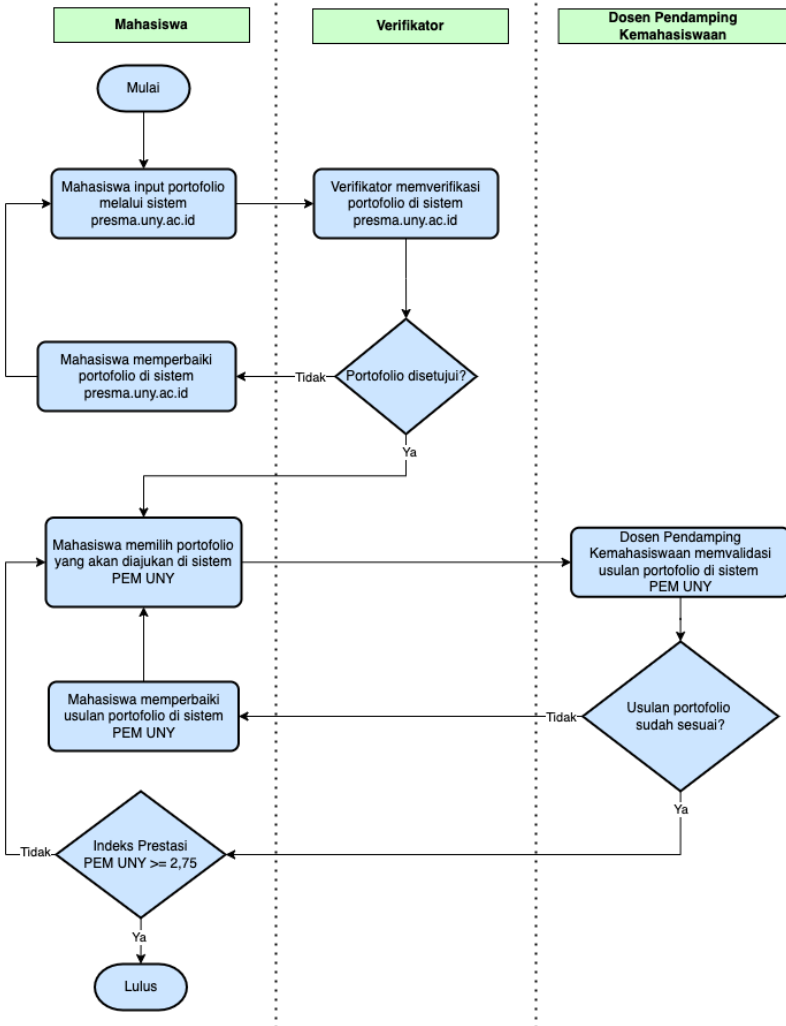 Mahasiswa
Verifikator
Dosen Pendamping
Kemahasiswaan
Mulai
Mahasiswa input portofolio
melalui sistem
presma.uny.ac.id
Verifikator memverifikasi
portofolio di sistem
presma.uny.ac.id
Mahasiswa memperbaiki
portofolio di sistem
presma.uny.ac.id
Tidak
Portofolio disetujui?
Ya
Mahasiswa memilih portofolio
yang akan diajukan di sistem
PEM UNY
Dosen Pendamping
Kemahasiswaan memvalidasi
usulan portofolio di sistem
PEM UNY
Mahasiswa memperbaiki
usulan portofolio di sistem
PEM UNY
Tidak
Usulan portofolio
sudah sesuai?
Ya
Tidak
Indeks Prestasi
PEM UNY >= 2,75
Ya
Lulus